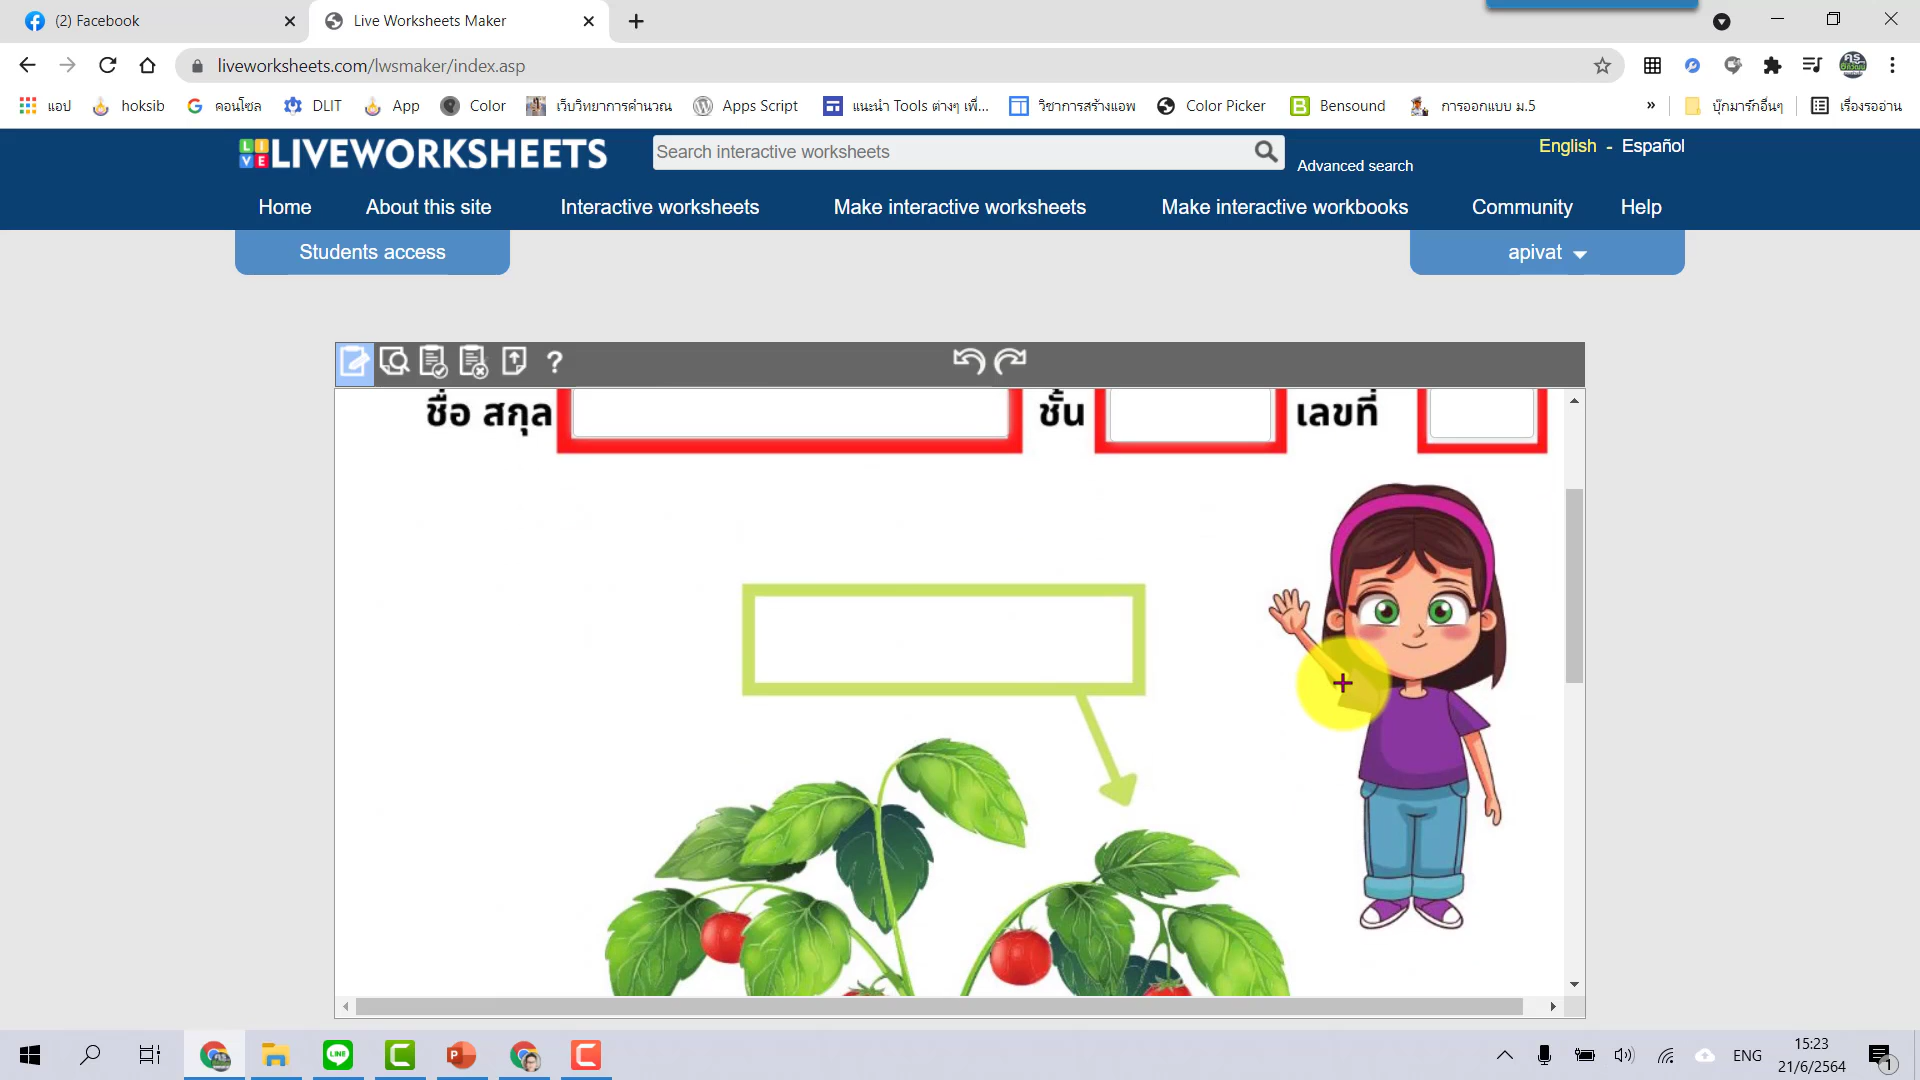 (2) Facebook
Live Worksheets Maker
liveworksheets.com/lwsmaker/index.asp
แอป
hoksib
คอนโซล
DLIT
App
Color
เว็บวิทยาการคำนวณ
Apps Script
แนะนำ Tools ต่างๆ เพื่...
วิชาการสร้างแอพ
Color Picker
Bensound
การออกแบบ ม.5
»
บุ๊กมาร์กอื่นๆ
เรื่องรออ่าน
LIVE LIVEWORKSHEETS
Search interactive worksheets
Advanced search
English - Español
Home
About this site
Interactive worksheets
Make interactive worksheets
Make interactive workbooks
Community
Help
Students access
apivat
?
ชื่อ สกุล
ชั้น
เลขที่
ENG
15:23
21/6/2564
1